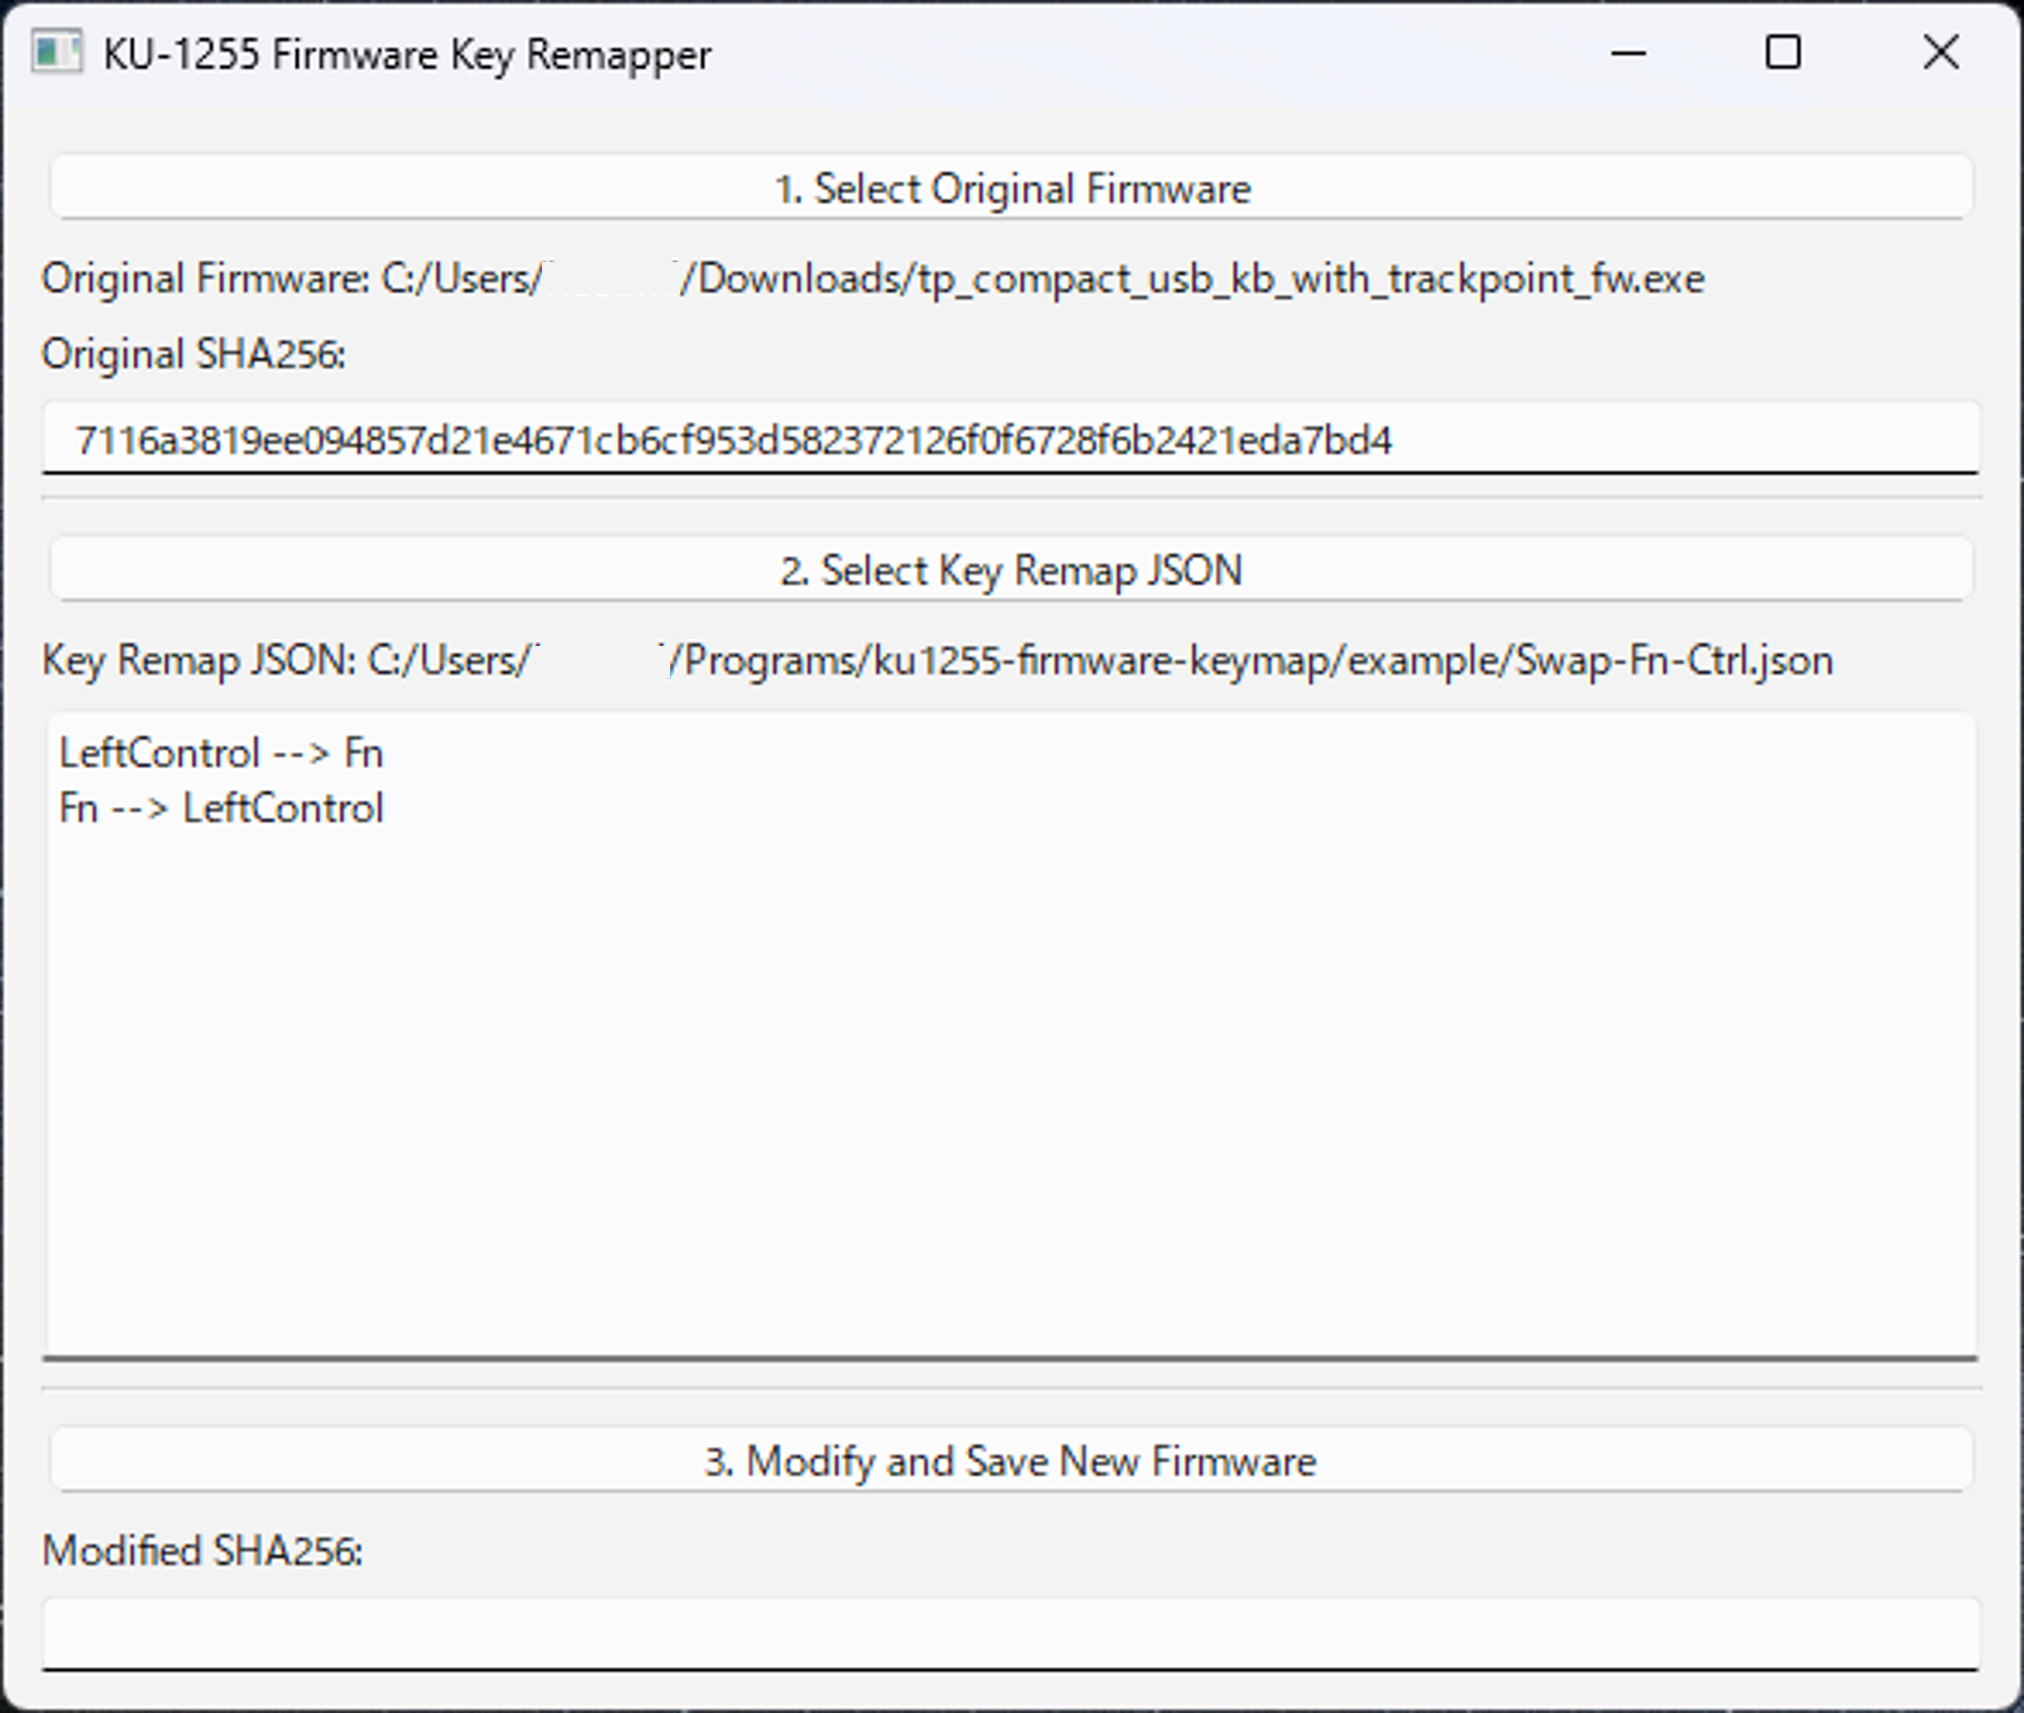 KU-1255 Firmware Key Remapper
1. Select Original Firmware
Original Firmware: C:/Users/ /Downloads/tp_compact_usb_kb_with_trackpoint_fw.exe
Original SHA256:
7116a3819ee094857d21e4671cb6cf953d582372126f0f6728f6b2421eda7bd4
2. Select Key Remap JSON
Key Remap JSON: C:/Users/ /Programs/ku1255-firmware-keymap/example/Swap-Fn-Ctrl.json
LeftControl --> Fn
Fn --> LeftControl
3. Modify and Save New Firmware
Modified SHA256: